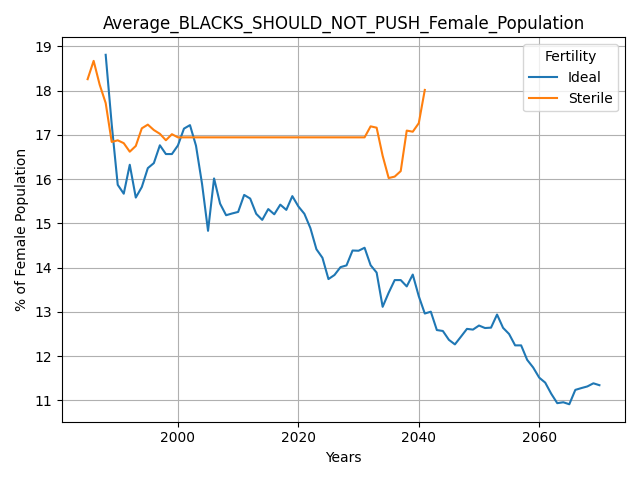 Average_BLACKS_SHOULD_NOT_PUSH_Female_Population
% of Female Population
19
18
17
16
15
14
13
12
11
Fertility
Ideal
Sterile
2000 2020 2040 2060
Years